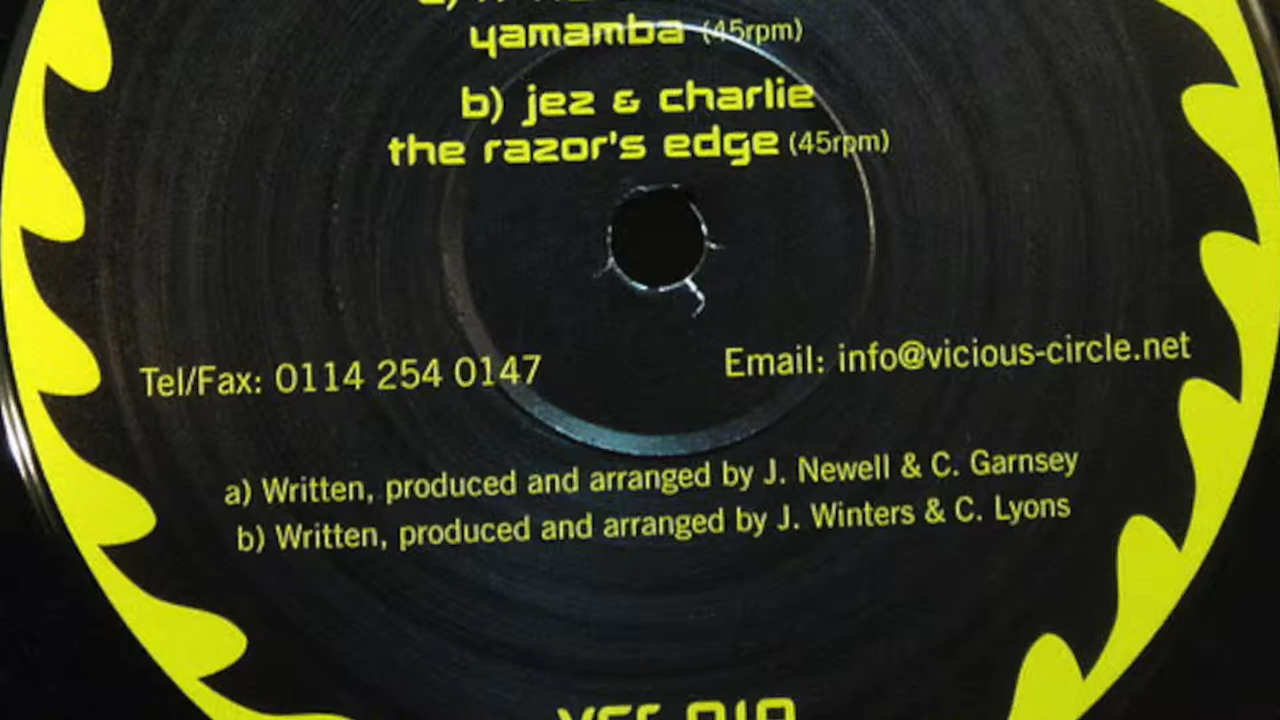 yamamba (45rpm)
b) jez & charlie
the razor's edge (45rpm)
Tel/Fax: 0114 254 0147
Email: info@vicious-circle.net
a) Written, produced and arranged by J. Newell & C. Garnsey
b) Written, produced and arranged by J. Winters & C. Lyons